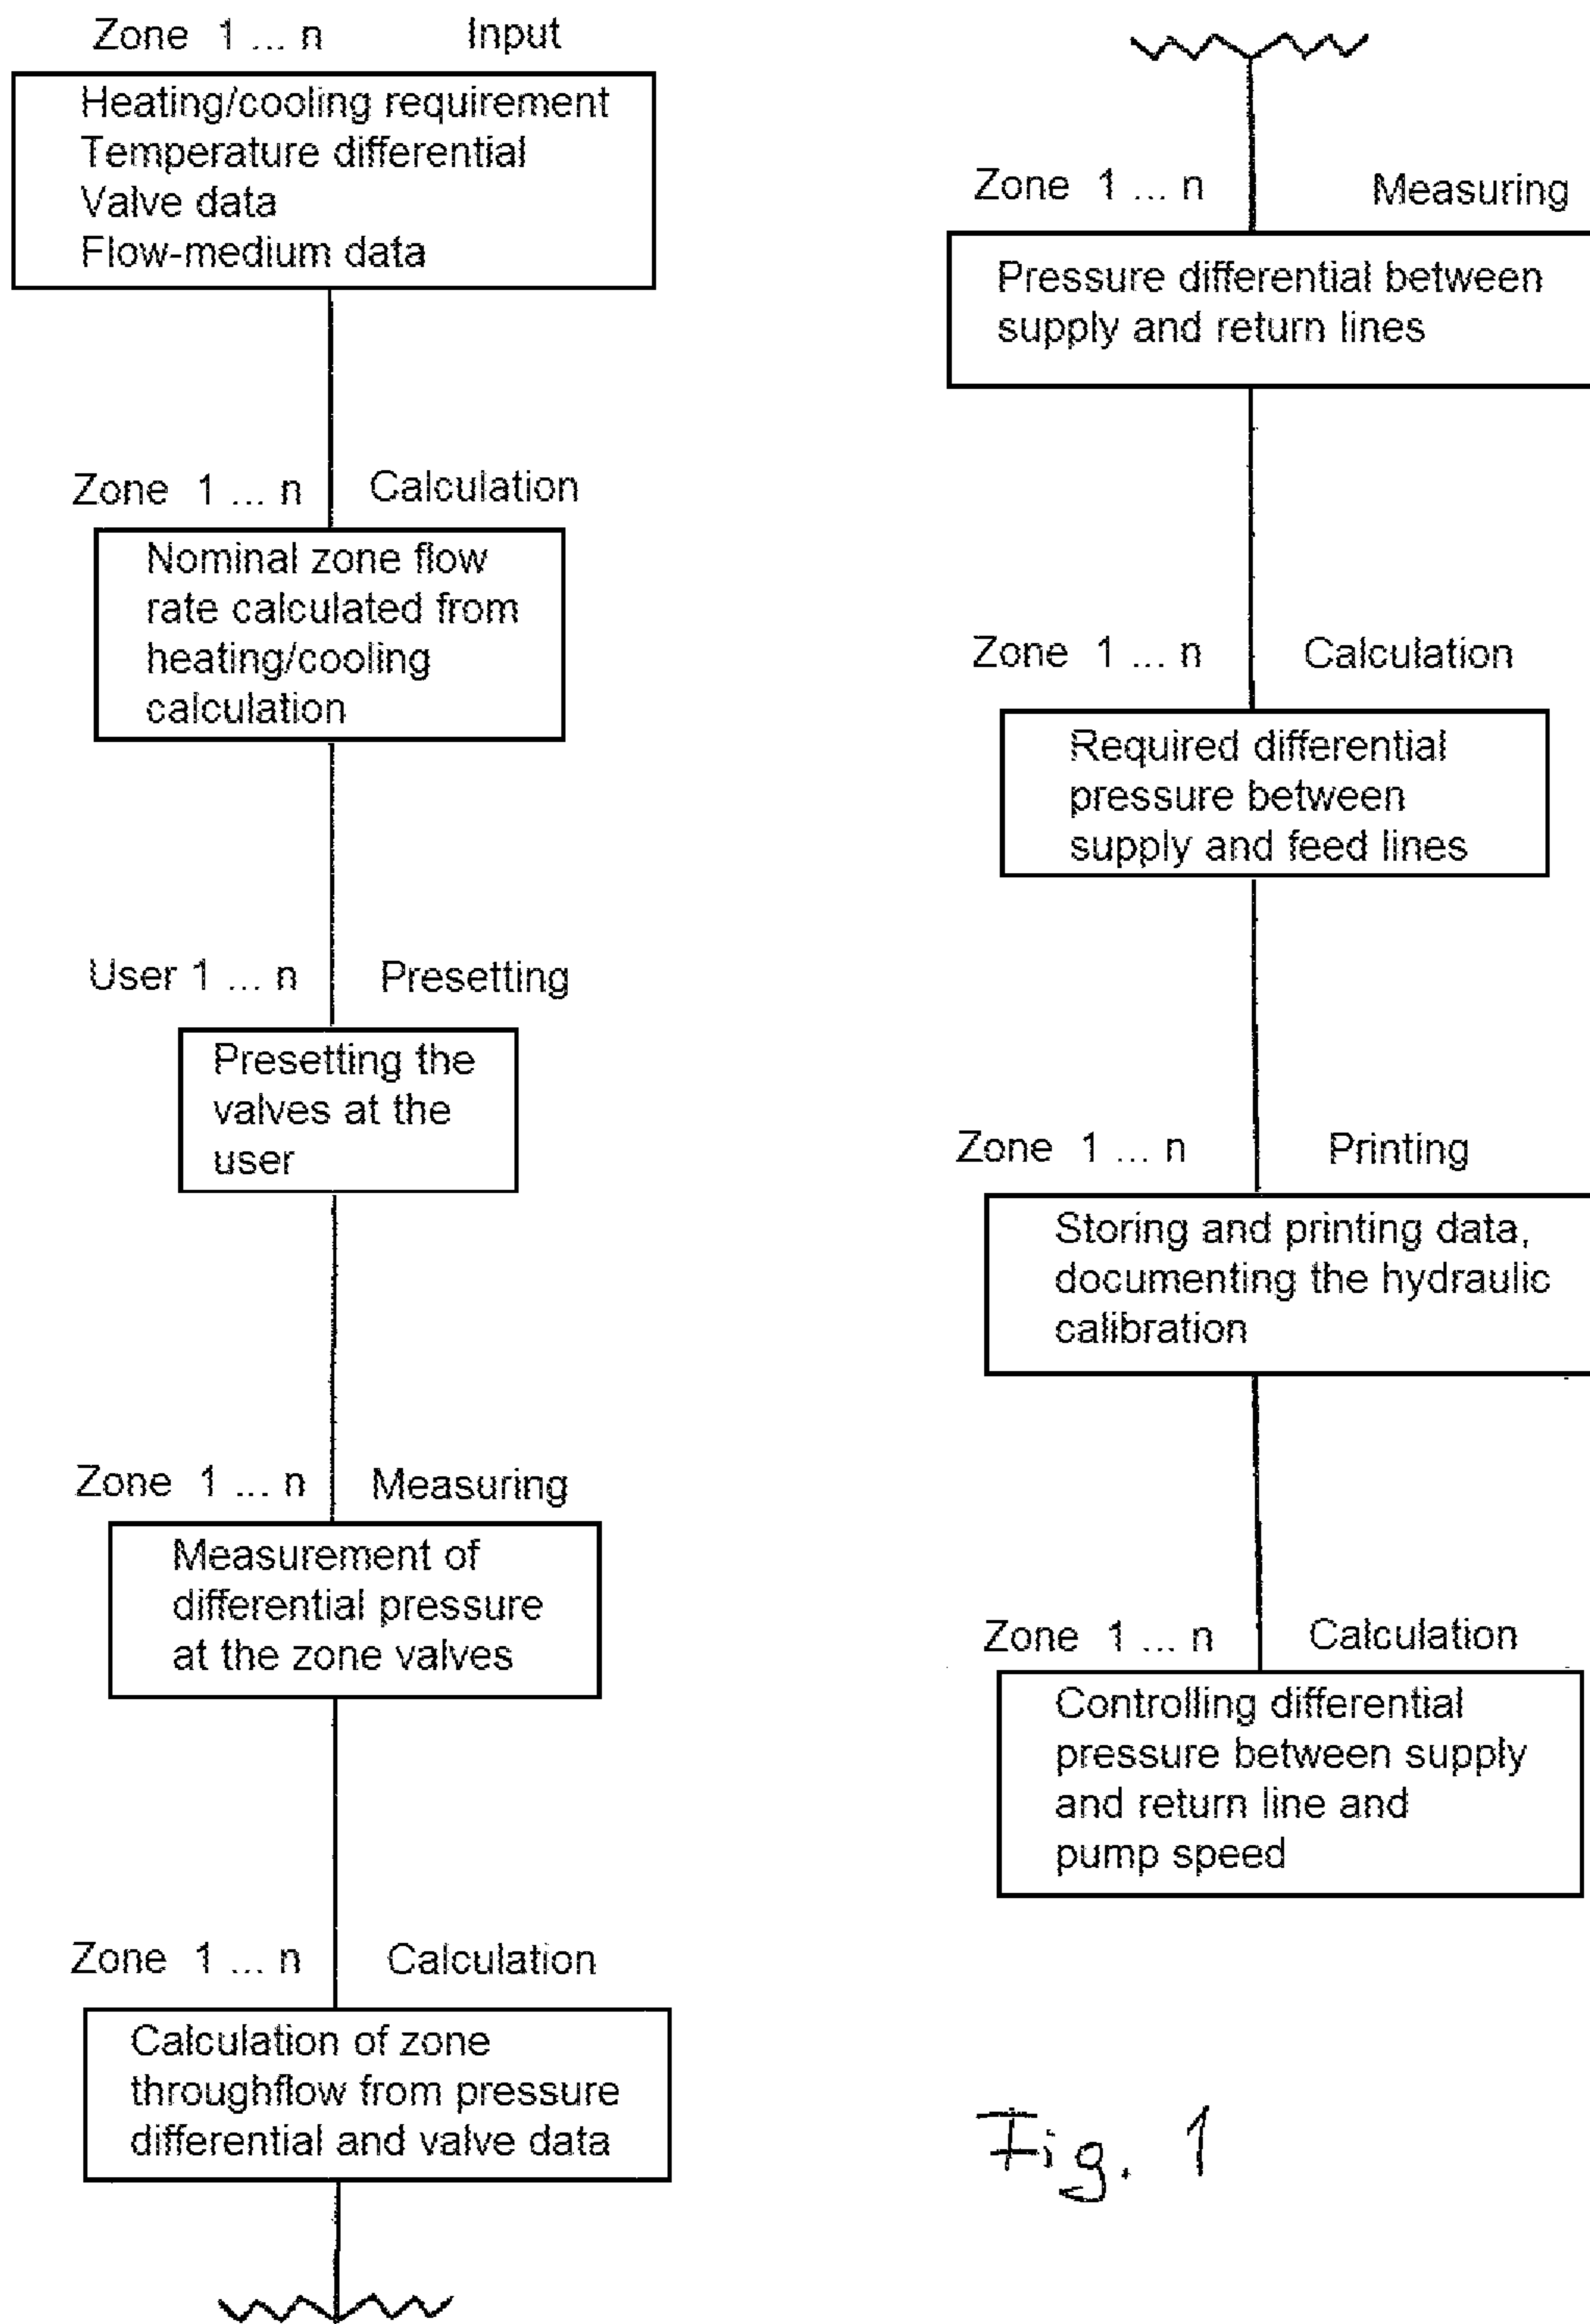 Zone 1 ... n Input
Heating/cooling requirement
Temperature differential
Valve data
Flow-medium data
Zone 1 ... n Calculation
Nominal zone flow
rate calculated from
heating/cooling
calculation
User 1 ... n Presetting
Presetting the
valves at the
user
Zone 1 ... n Measuring
Measurement of
differential pressure
at the zone valves
Zone 1 ... n Calculation
Calculation of zone
throughflow from pressure
differential and valve data
Zone 1 ... n Measuring
Pressure differential between
supply and return lines
Zone 1 ... n Calculation
Required differential
pressure between
supply and feed lines
Zone 1 ... n Printing
Storing and printing data,
documenting the hydraulic
calibration
Zone 1 ... n Calculation
Controlling differential
pressure between supply
and return line and
pump speed
Fig. 1